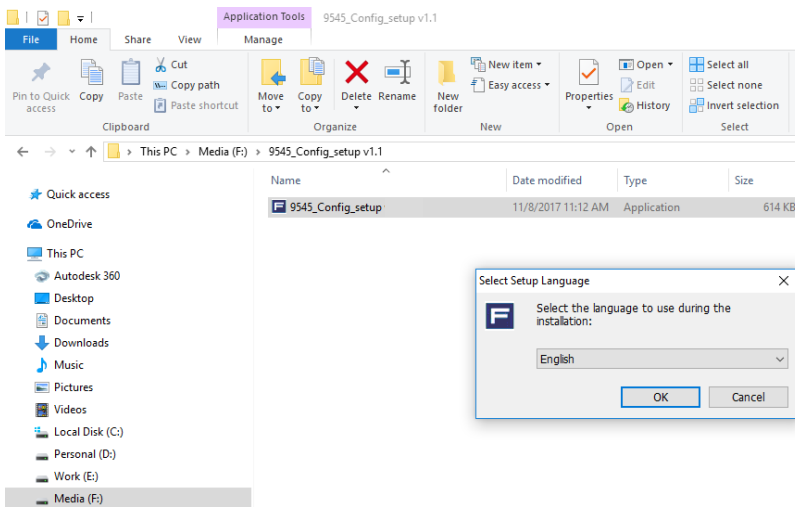 Application Tools
9545_Config_setup v1.1
File
Home
Share
View
Manage
Pin to Quick access
Copy
Paste
Cut
Copy path
Paste shortcut
Clipboard
Move to
Copy to
Delete
Rename
Organize
New folder
New item
Easy access
New
Properties
Open
Edit
History
Open
Select all
Select none
Invert selection
Select
This PC
Media (F:)
9545_Config_setup v1.1
Name
Date modified
Type
Size
Quick access
OneDrive
This PC
Autodesk 360
Desktop
Documents
Downloads
Music
Pictures
Videos
Local Disk (C:)
Personal (D:)
Work (E:)
Media (F:)
9545_Config_setup
11/8/2017 11:12 AM
Application
614 KB
Select Setup Language
Select the language to use during the
installation:
English
OK
Cancel